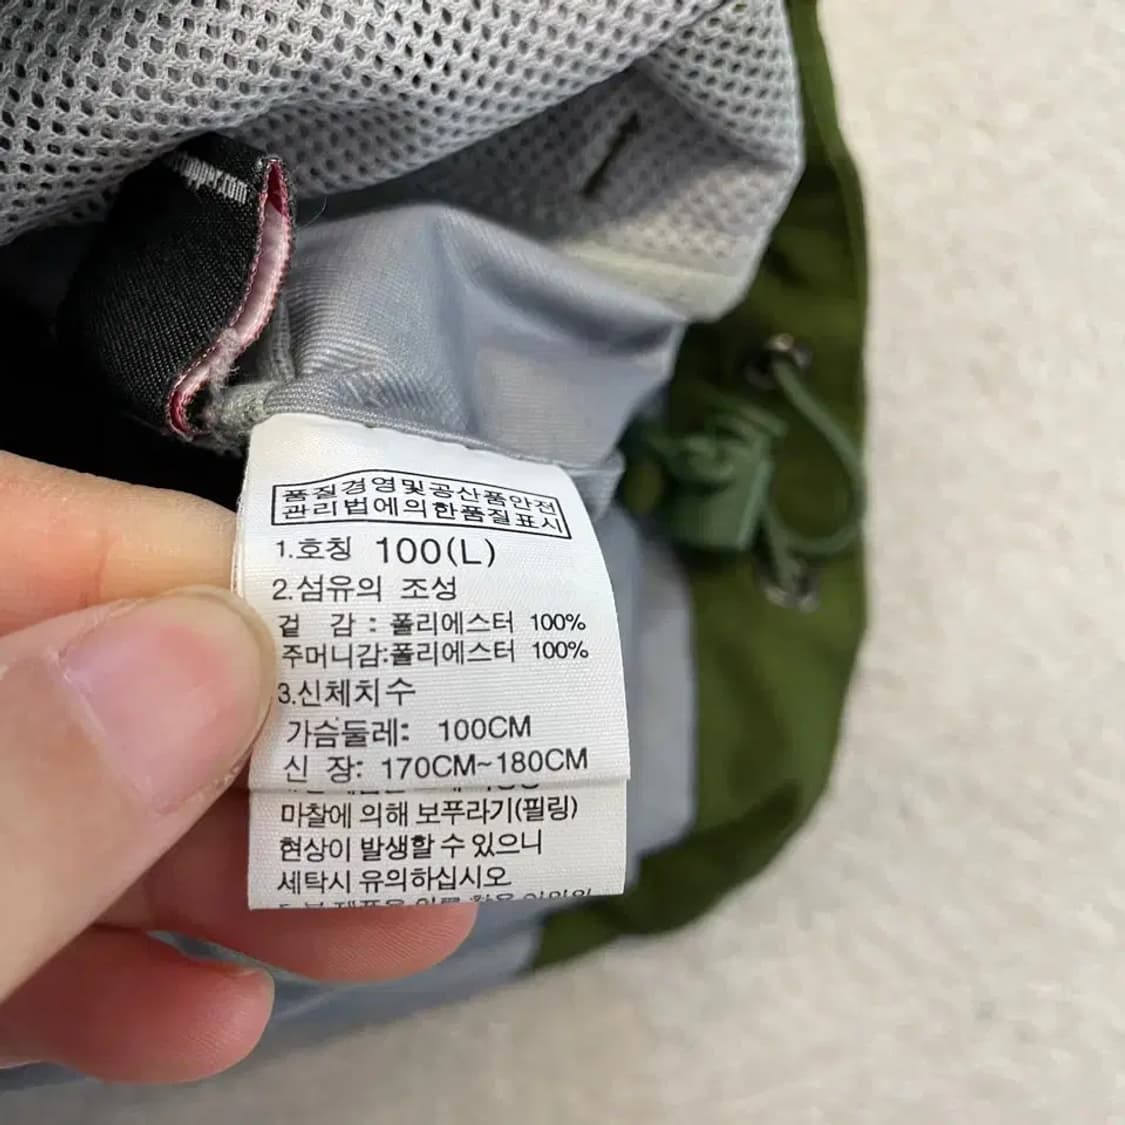 품질경영및공산품안전
관리법에의한품질표시
1.호칭 100(L)
2.섬유의 조성
겉 감 : 폴리에스터 100%
주머니감:폴리에스터 100%
3.신체치수
가슴둘레: 100CM
신 장: 170CM~180CM
마찰에 의해 보푸라기(필링)
현상이 발생할 수 있으니
세탁시 유의하십시오